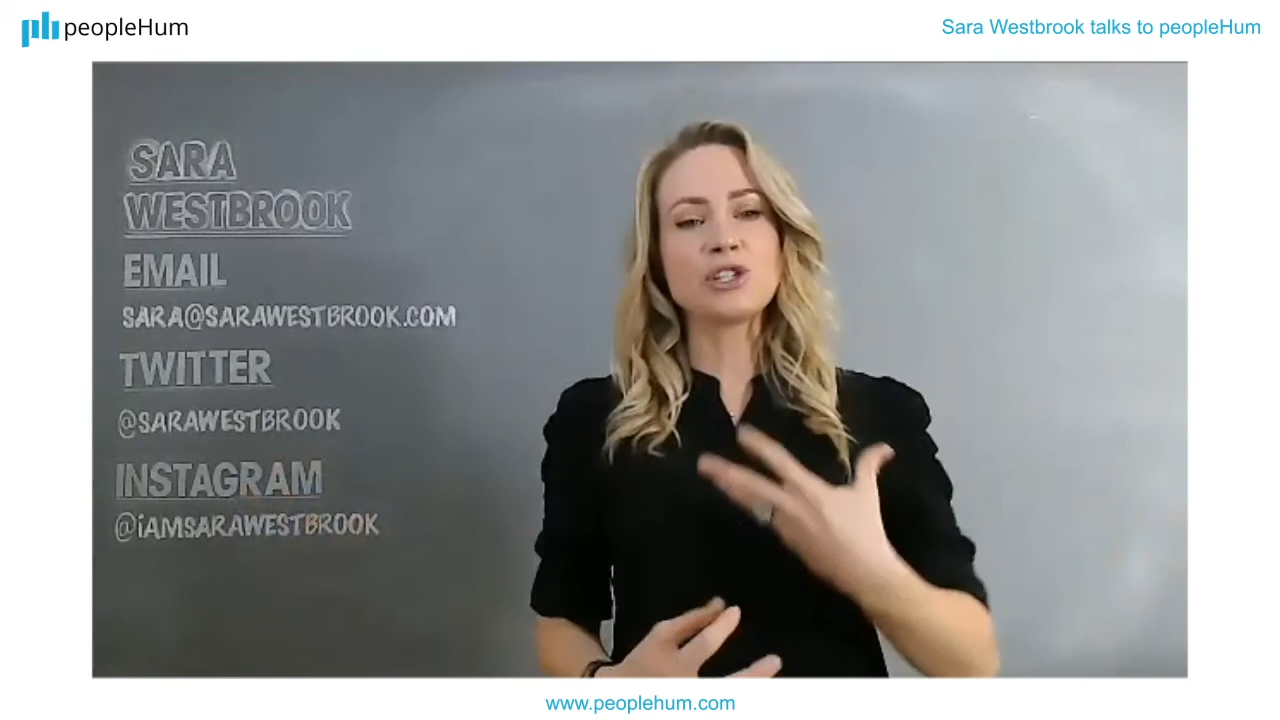 peopleHum
Sara Westbrook talks to peopleHum
SARA
WESTBROOK
EMAIL
SARA@SARAWESTBROOK.COM
TWITTER
@SARAWESTBROOK
INSTAGRAM
@iAMSARAWESTBROOK
www.peoplehum.com